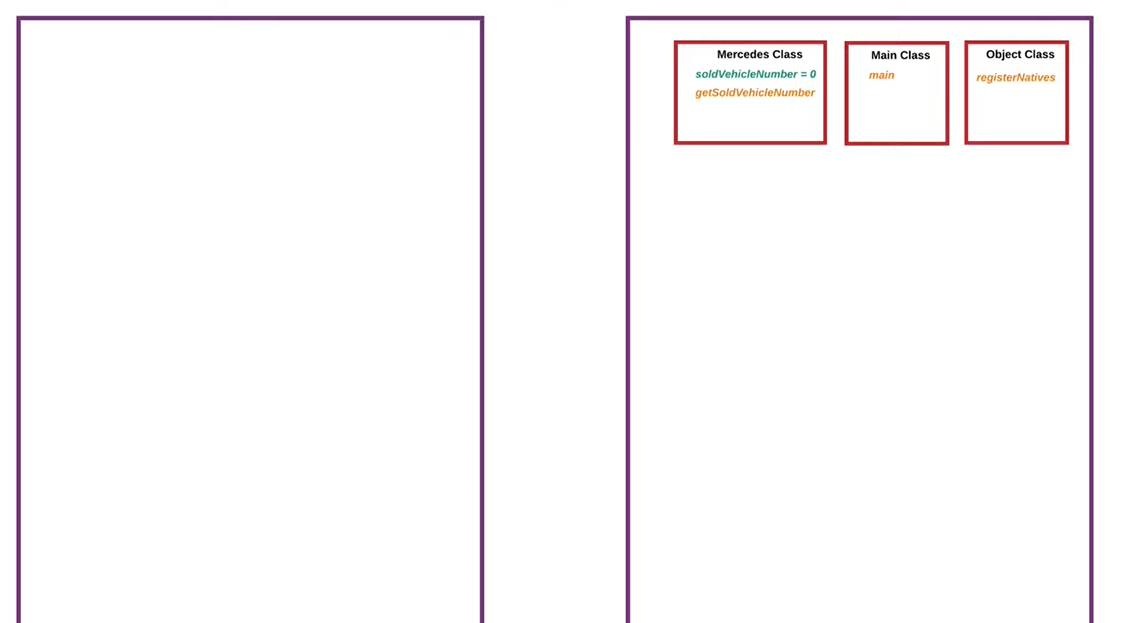 Mercedes Class
soldVehicleNumber = 0
getSoldVehicleNumber
Main Class
main
Object Class
registerNatives